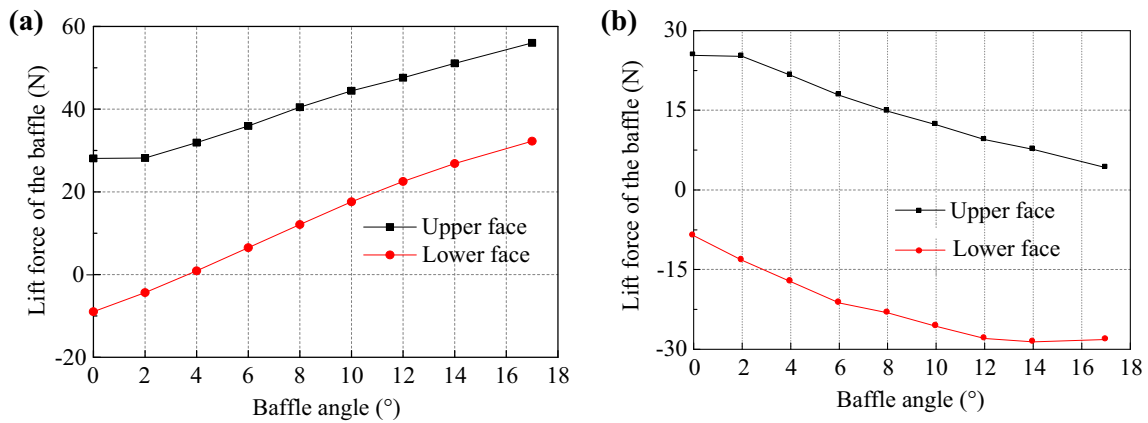 (a)
60
40
20
0
-20
Lift force of the baffle (N)
Upper face
Lower face
0 2 4 6 8 10 12 14 16 18
Baffle angle (°)
(b)
30
15
0
-15
-30
Lift force of the baffle (N)
Upper face
Lower face
0 2 4 6 8 10 12 14 16 18
Baffle angle (°)